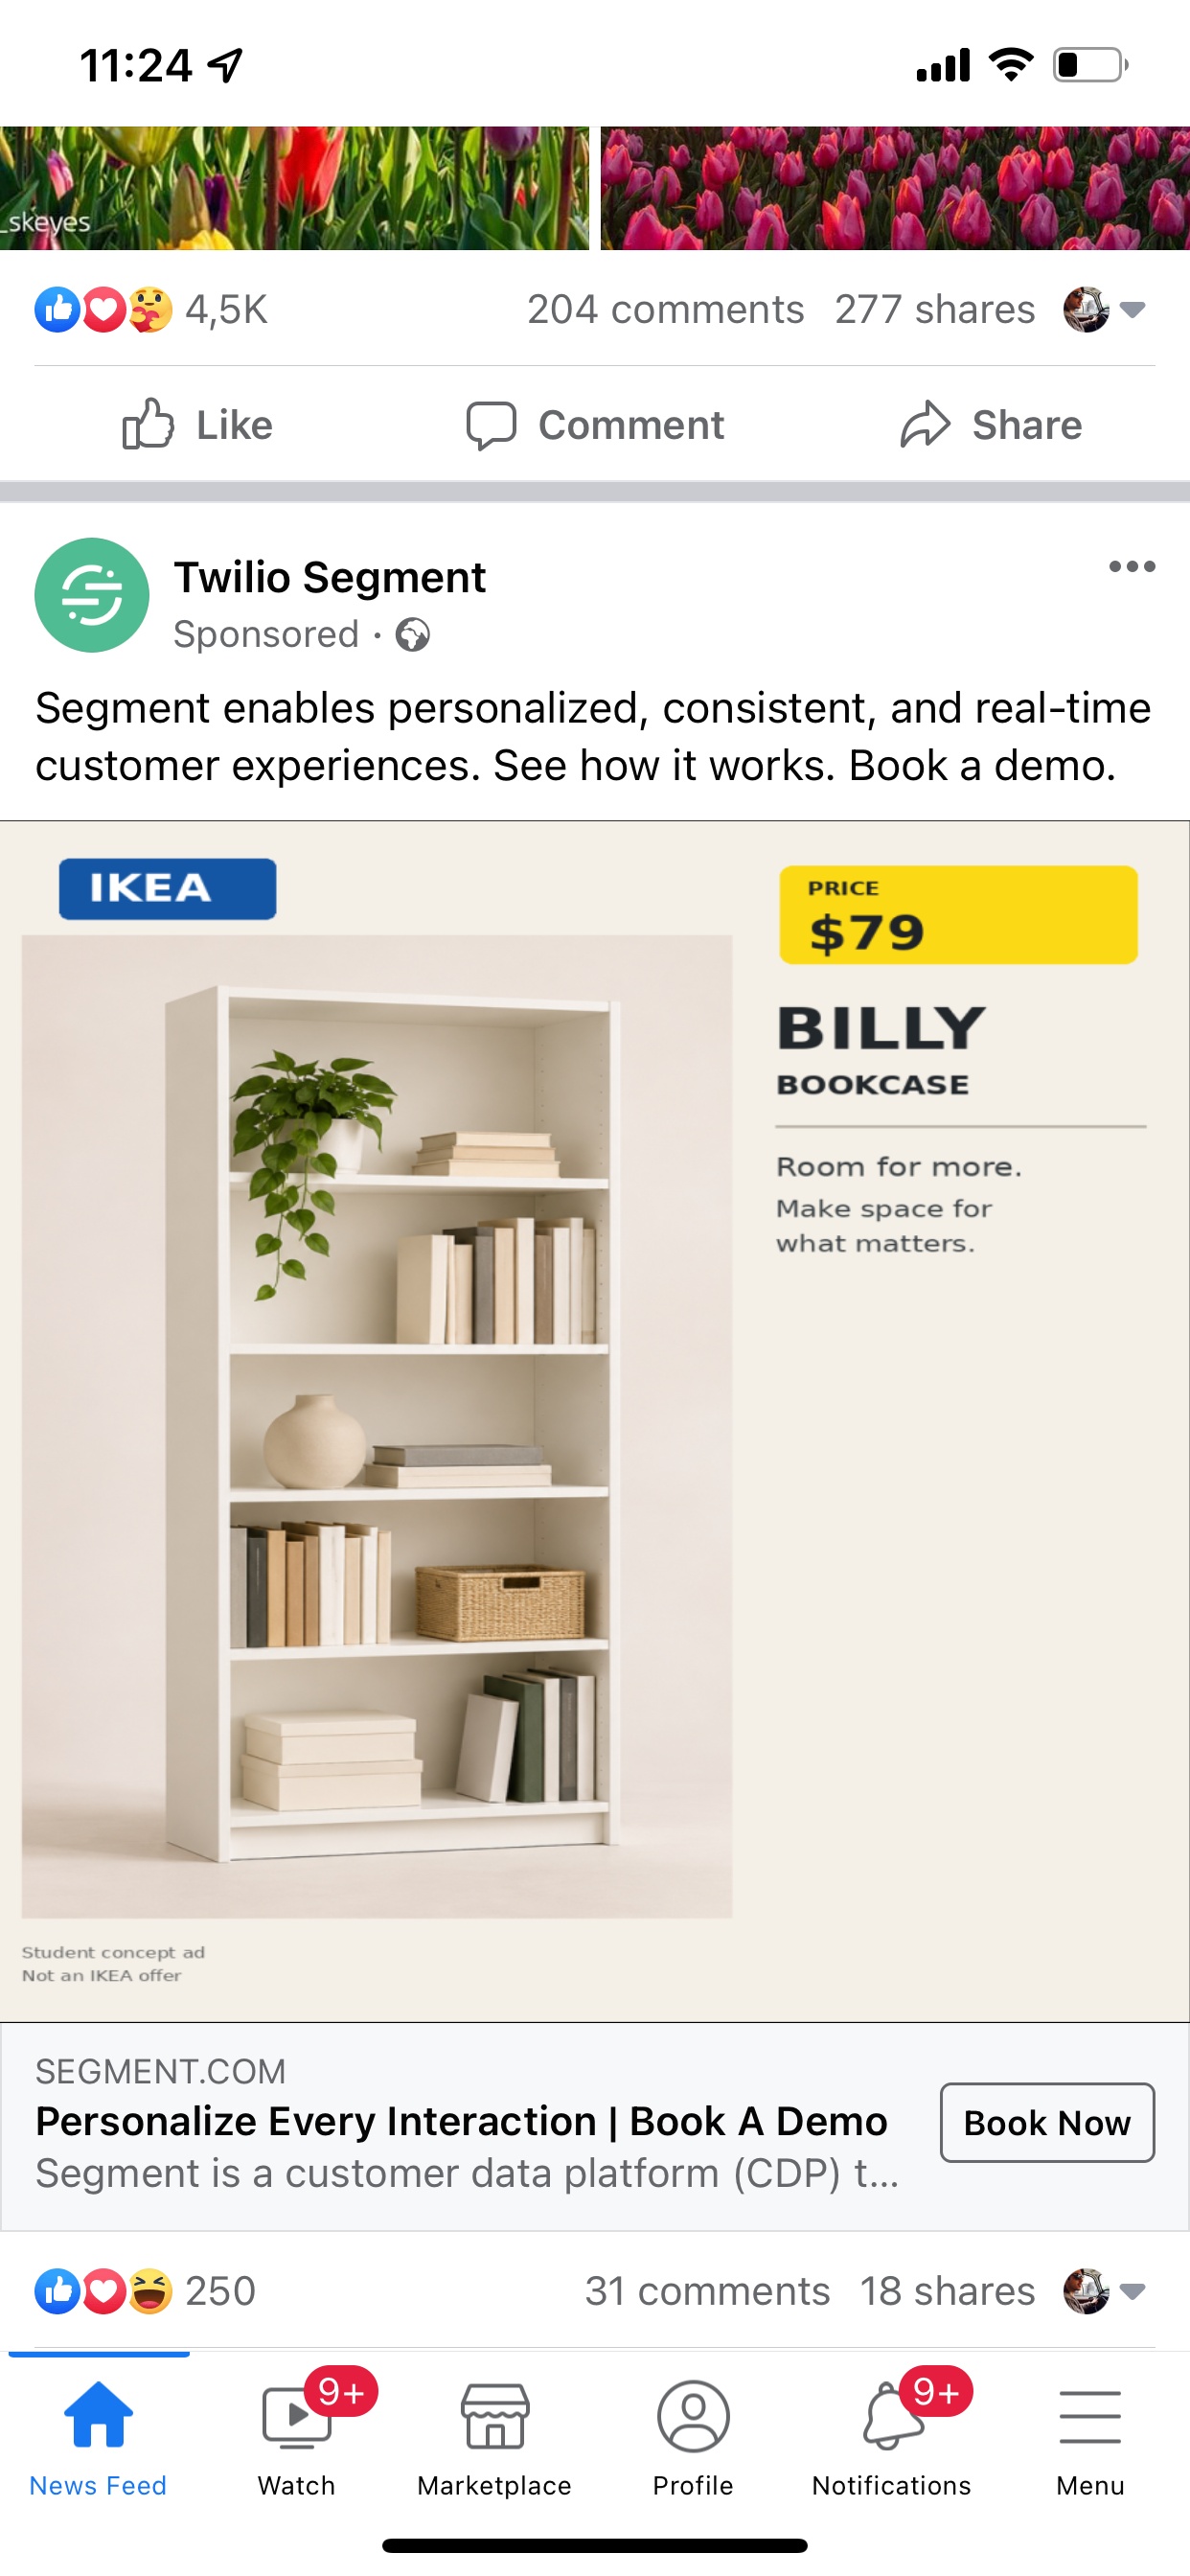 11:24
_skeyes
4,5K 204 comments 277 shares
Like Comment Share
Twilio Segment
Sponsored ·
Segment enables personalized, consistent, and real-time
customer experiences. See how it works. Book a demo.
IKEA
PRICE
$79
BILLY
BOOKCASE
Room for more.
Make space for
what matters.
Student concept ad
Not an IKEA offer
SEGMENT.COM
Personalize Every Interaction | Book A Demo
Segment is a customer data platform (CDP) t...
Book Now
250 31 comments 18 shares
9+ 9+
News Feed Watch Marketplace Profile Notifications Menu